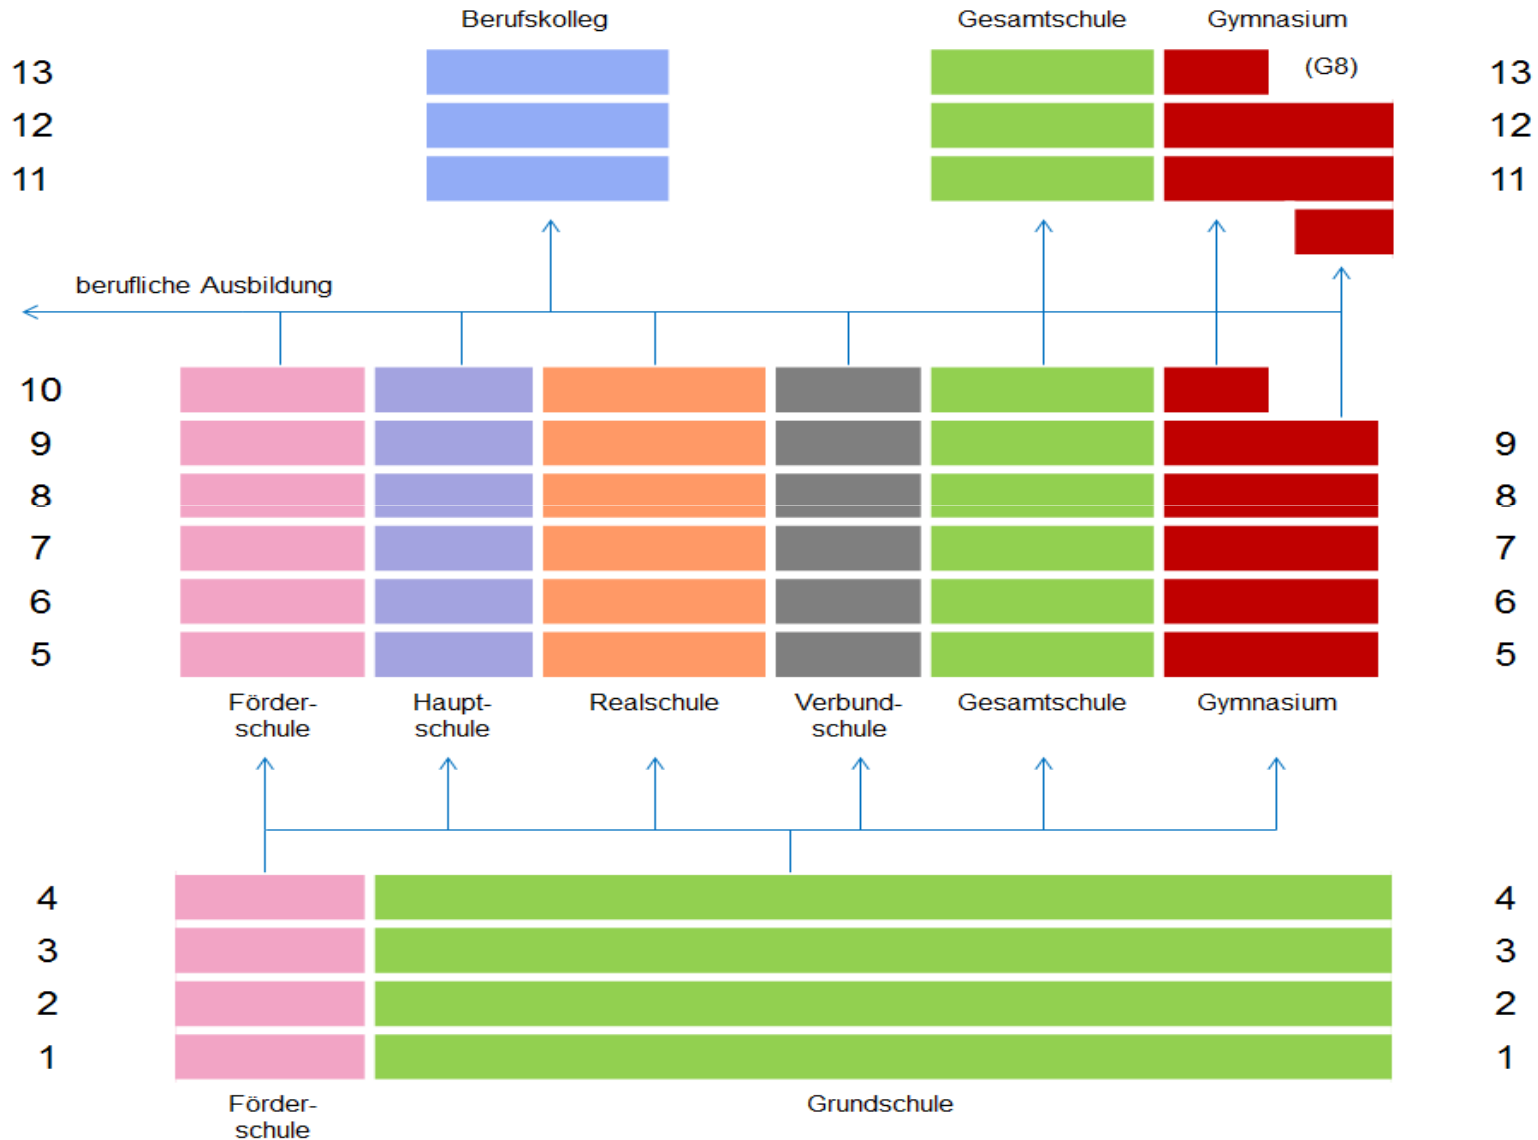 Berufskolleg Gesamtschule Gymnasium
13 (G8) 13
12 12
11 11
berufliche Ausbildung
10
9 9
8 8
7 7
6 6
5 5
Förder- Haupt- Realschule Verbund- Gesamtschule Gymnasium
schule schule schule
4 4
3 3
2 2
1 1
Förder- Grundschule
schule